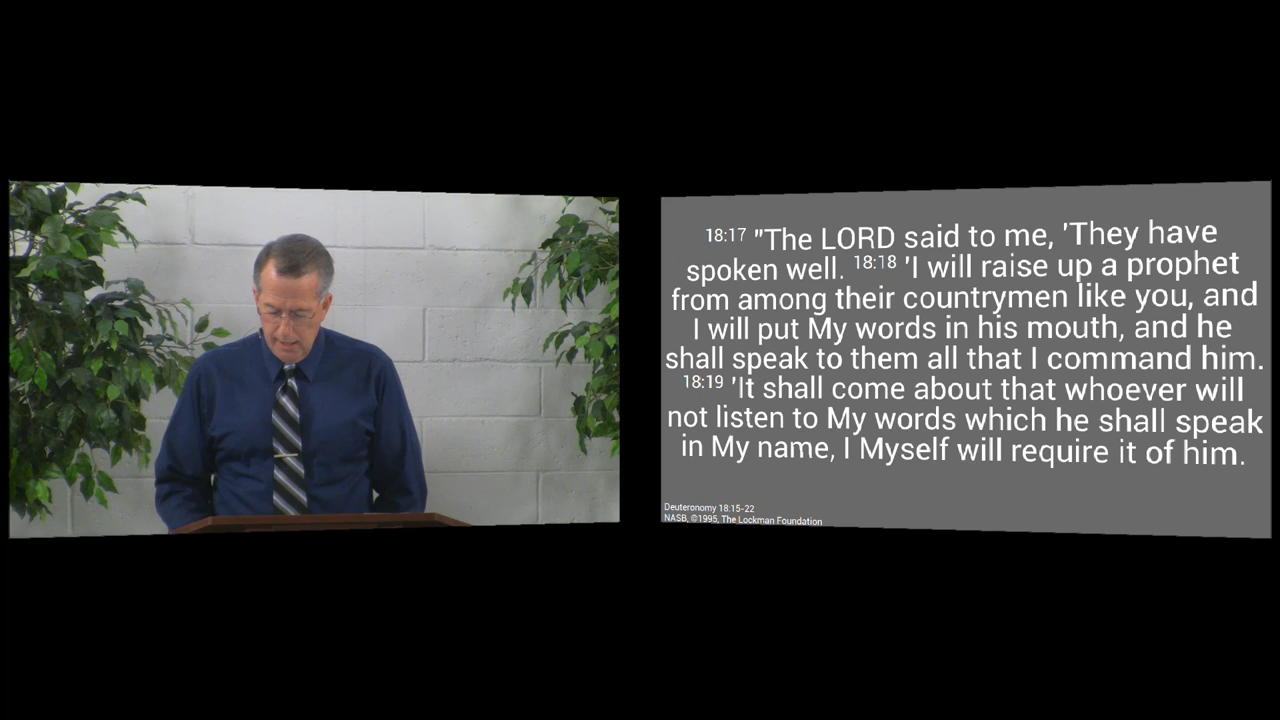 18:17 "The LORD said to me, 'They have
spoken well. 18:18 'I will raise up a prophet
from among their countrymen like you, and
I will put My words in his mouth, and he
shall speak to them all that I command him.
18:19 'It shall come about that whoever will
not listen to My words which he shall speak
in My name, I Myself will require it of him.
Deuteronomy 18:15-22
NASB, ©1995, The Lockman Foundation